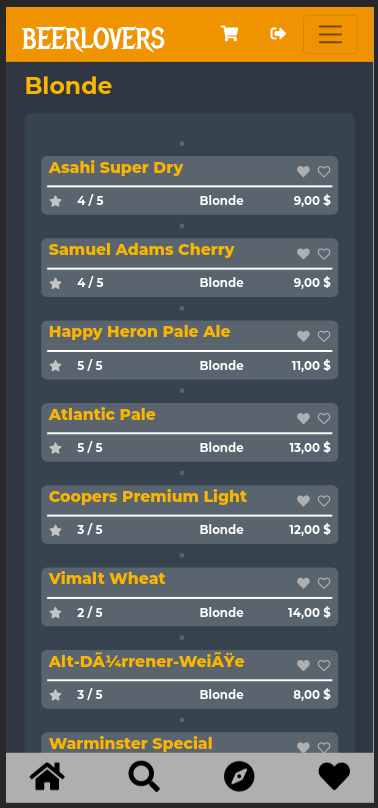 BEERLOVERS
Blonde
Asahi Super Dry
4 / 5 Blonde 9,00 $
Samuel Adams Cherry
4 / 5 Blonde 9,00 $
Happy Heron Pale Ale
5 / 5 Blonde 11,00 $
Atlantic Pale
5 / 5 Blonde 13,00 $
Coopers Premium Light
3 / 5 Blonde 12,00 $
Vimalt Wheat
2 / 5 Blonde 14,00 $
Alt-DÃ¼rrener-WeiÃŸe
3 / 5 Blonde 8,00 $
Warminster Special